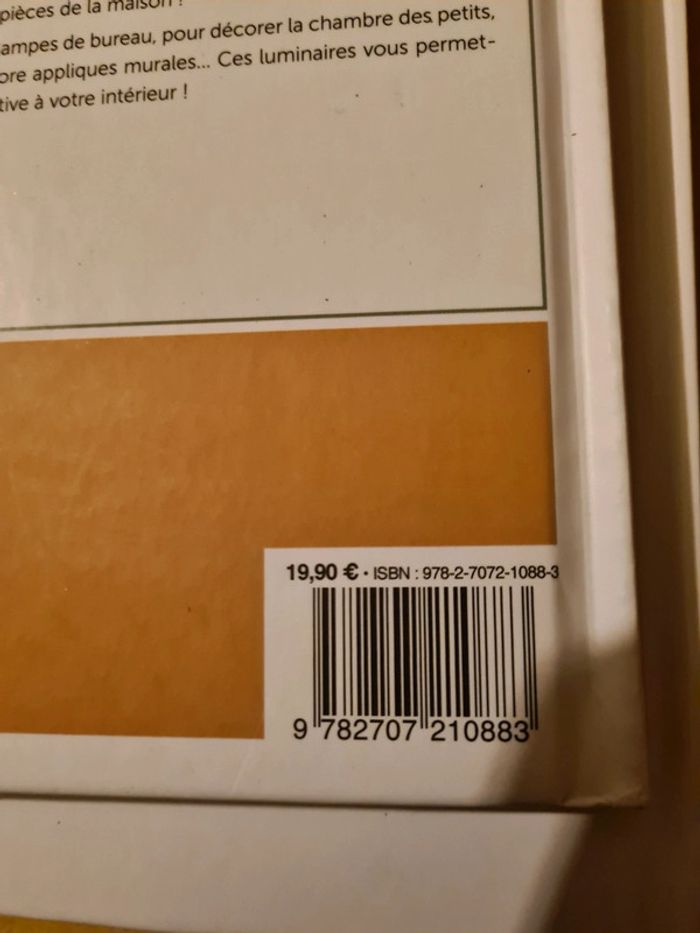 pièces de la maison !
ampes de bureau, pour décorer la chambre des petits,
ore appliques murales... Ces luminaires vous permet-
tive à votre intérieur !
19,90 € • ISBN : 978-2-7072-1088-3
9 782707 210883